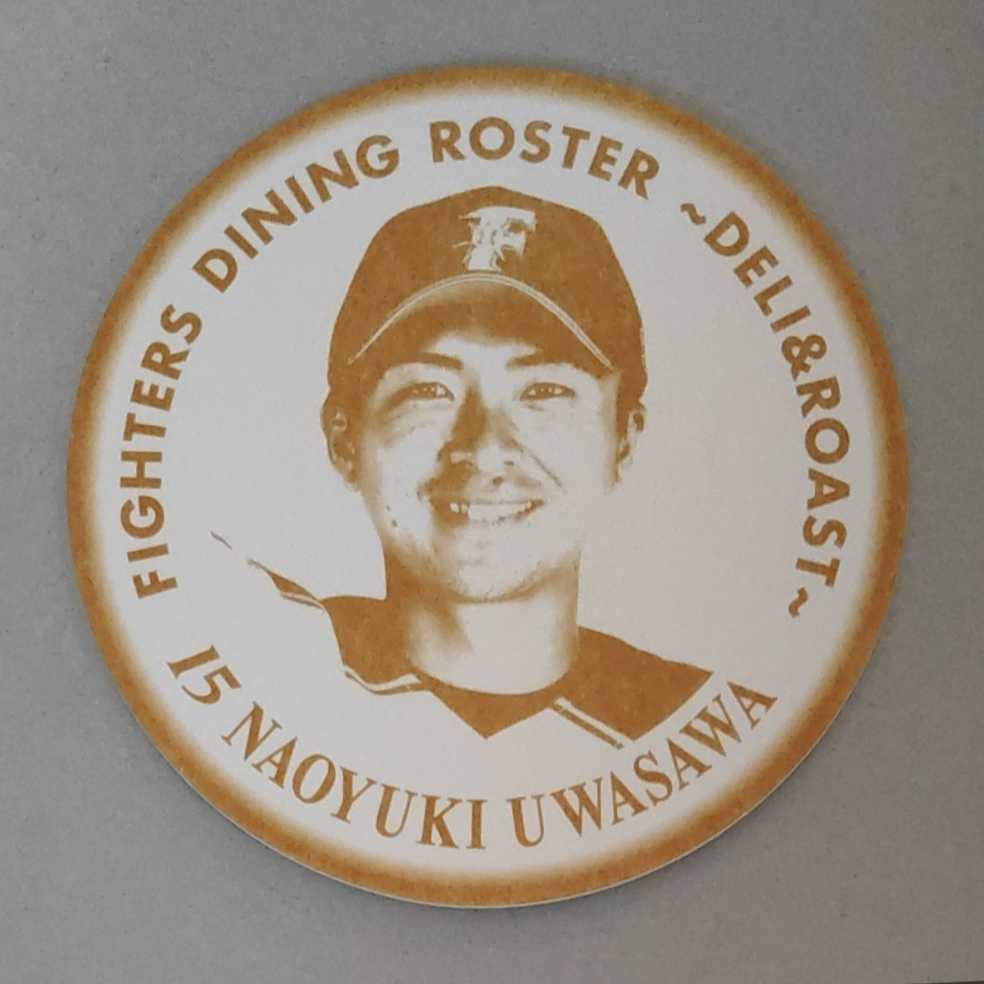 FIGHTERS DINING ROSTER ~DELI&ROAST~
15 NAOYUKI UWASAWA